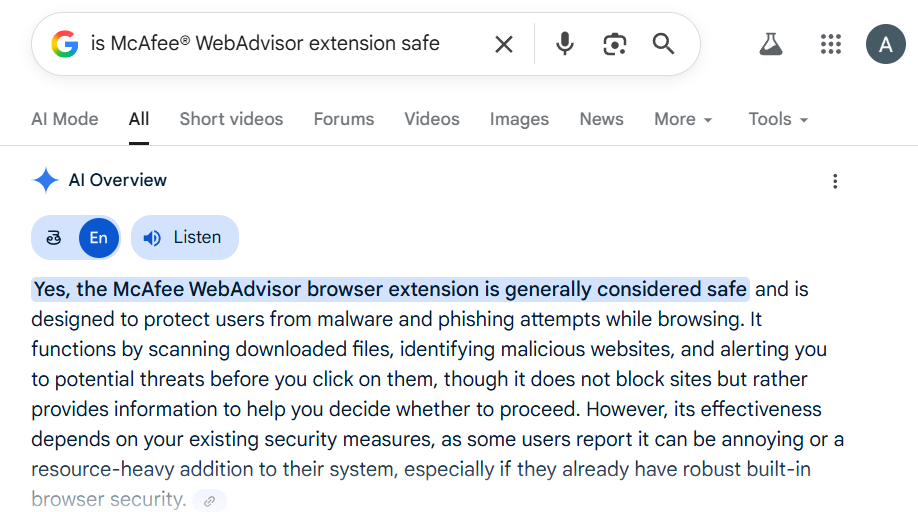 is McAfee® WebAdvisor extension safe
A
AI Mode All Short videos Forums Videos Images News More Tools
AI Overview
తె En Listen
Yes, the McAfee WebAdvisor browser extension is generally considered safe and is
designed to protect users from malware and phishing attempts while browsing. It
functions by scanning downloaded files, identifying malicious websites, and alerting you
to potential threats before you click on them, though it does not block sites but rather
provides information to help you decide whether to proceed. However, its effectiveness
depends on your existing security measures, as some users report it can be annoying or a
resource-heavy addition to their system, especially if they already have robust built-in
browser security.